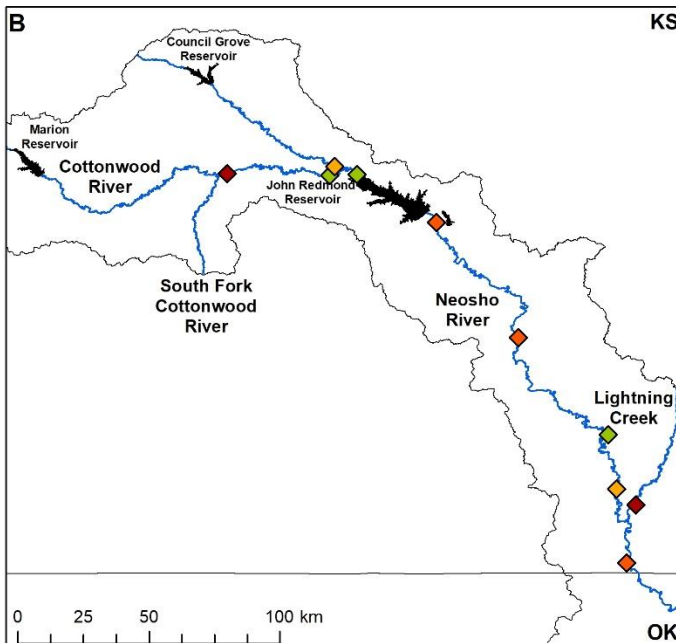 B
KS
Council Grove
Reservoir
Marion
Reservoir
Cottonwood
River
John Redmond
Reservoir
South Fork
Cottonwood
River
Neosho
River
Lightning
Creek
0 25 50 100 km
OK